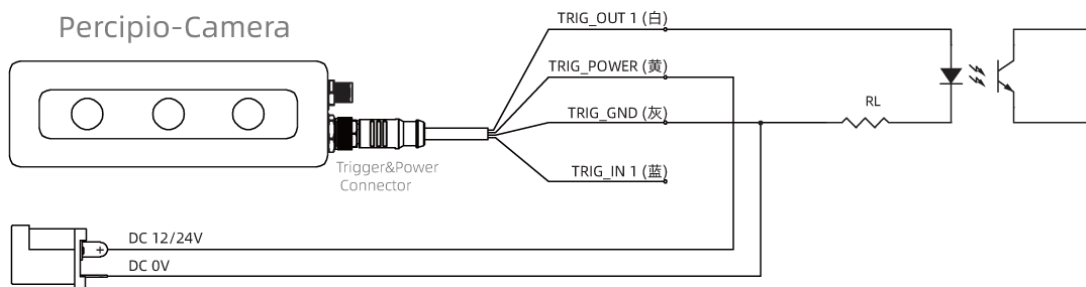 Percipio-Camera
TRIG_OUT 1 (白)
TRIG_POWER (黄)
TRIG_GND (灰)
RL
Trigger&Power
Connector
TRIG_IN 1 (蓝)
DC 12/24V
+
DC 0V